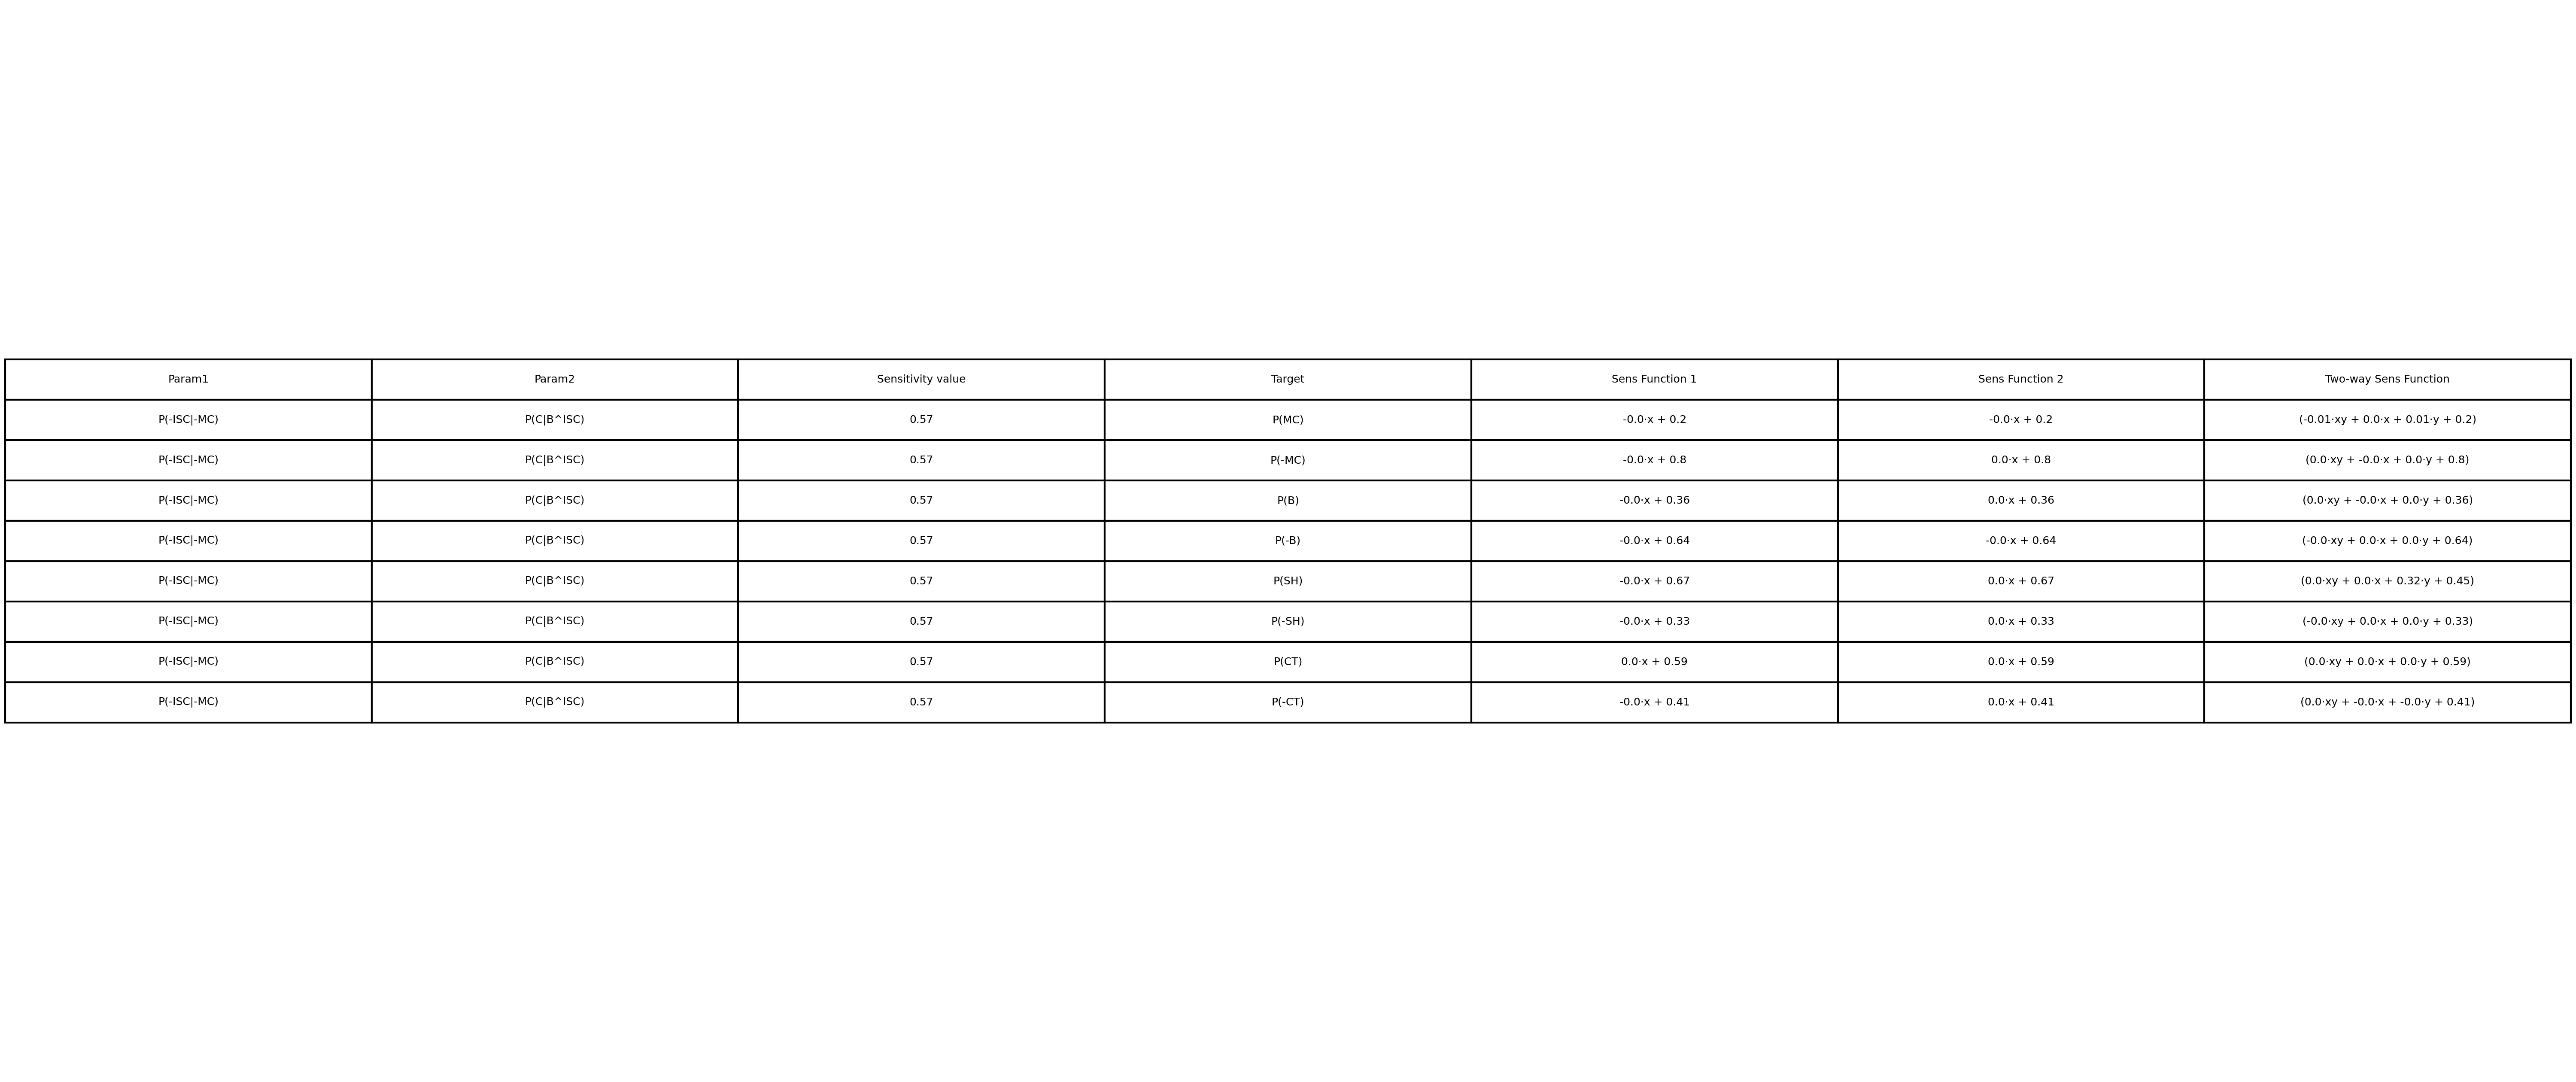 Param1 Param2 Sensitivity value Target Sens Function 1 Sens Function 2 Two-way Sens Function
P(-ISC|-MC) P(C|B^ISC) 0.57 P(MC) -0.0·x + 0.2 -0.0·x + 0.2 (-0.01·xy + 0.0·x + 0.01·y + 0.2)
P(-ISC|-MC) P(C|B^ISC) 0.57 P(-MC) -0.0·x + 0.8 0.0·x + 0.8 (0.0·xy + -0.0·x + 0.0·y + 0.8)
P(-ISC|-MC) P(C|B^ISC) 0.57 P(B) -0.0·x + 0.36 0.0·x + 0.36 (0.0·xy + -0.0·x + 0.0·y + 0.36)
P(-ISC|-MC) P(C|B^ISC) 0.57 P(-B) -0.0·x + 0.64 -0.0·x + 0.64 (-0.0·xy + 0.0·x + 0.0·y + 0.64)
P(-ISC|-MC) P(C|B^ISC) 0.57 P(SH) -0.0·x + 0.67 0.0·x + 0.67 (0.0·xy + 0.0·x + 0.32·y + 0.45)
P(-ISC|-MC) P(C|B^ISC) 0.57 P(-SH) -0.0·x + 0.33 0.0·x + 0.33 (-0.0·xy + 0.0·x + 0.0·y + 0.33)
P(-ISC|-MC) P(C|B^ISC) 0.57 P(CT) 0.0·x + 0.59 0.0·x + 0.59 (0.0·xy + 0.0·x + 0.0·y + 0.59)
P(-ISC|-MC) P(C|B^ISC) 0.57 P(-CT) -0.0·x + 0.41 0.0·x + 0.41 (0.0·xy + -0.0·x + -0.0·y + 0.41)